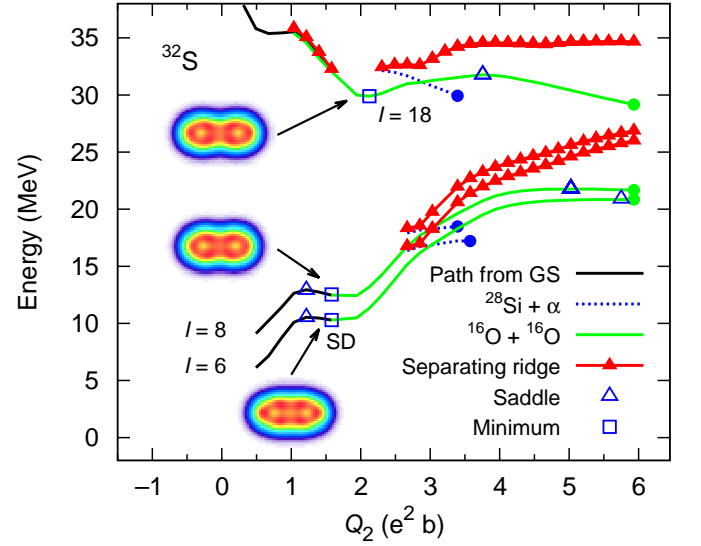 35
30
25
20
15
10
5
0
Energy (MeV)
³²S
I = 18
I = 8
I = 6
SD
Path from GS
²⁸Si + α
¹⁶O + ¹⁶O
Separating ridge
Saddle
Minimum
−1 0 1 2 3 4 5 6
Q₂ (e² b)